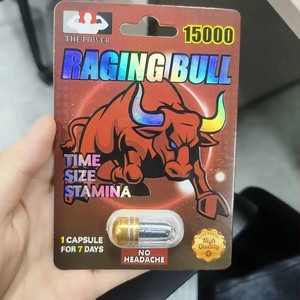 THE POWER
15000
RAGING BULL
TIME
SIZE
STAMINA
1 CAPSULE
FOR 7 DAYS
NO
HEADACHE
High
Quality